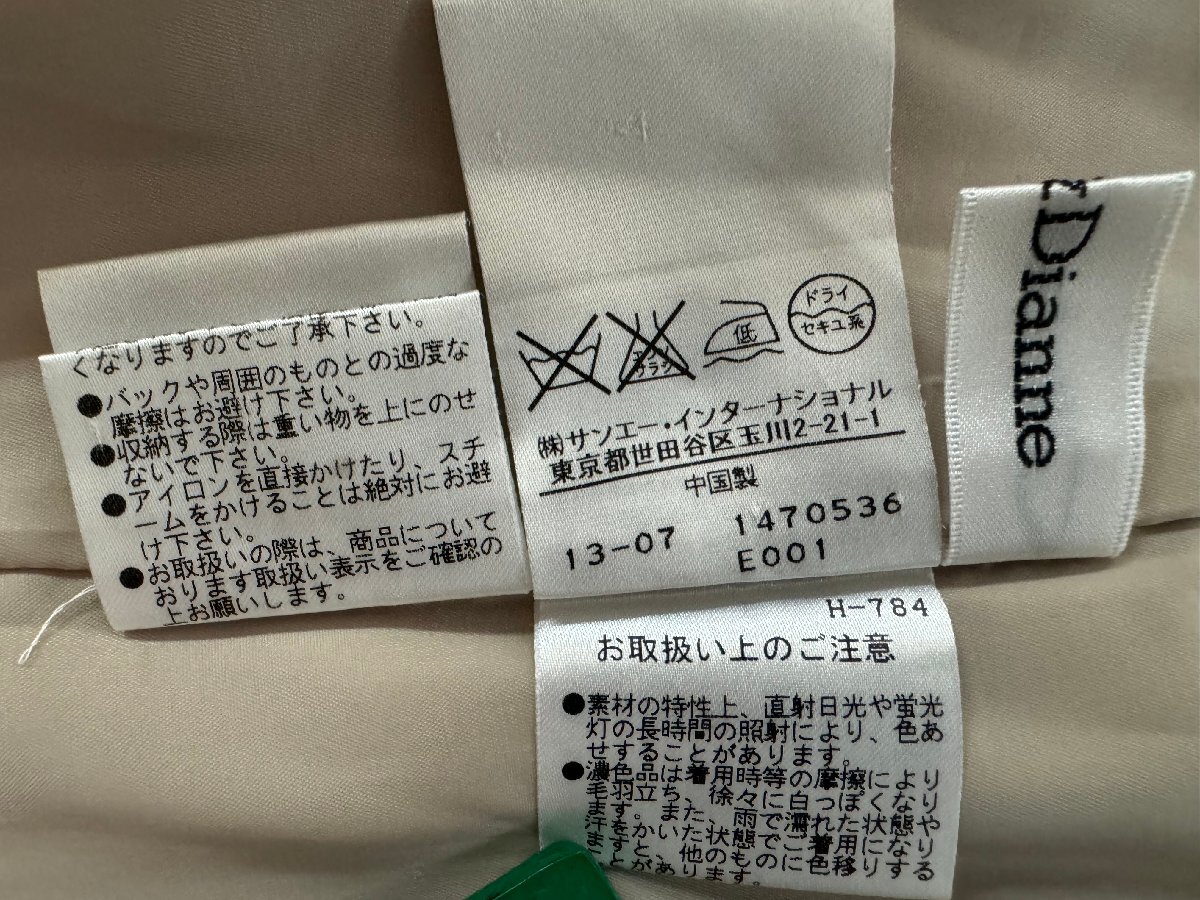 くなりますのでご了承下さい。
●バックや周囲のものとの過度な
摩擦はお避け下さい。
●収納する際は重い物を上にのせ
ないで下さい。
●アイロンを直接かけたり、スチ
ームをかけることは絶対にお避
け下さい。
●お取扱いの際は、商品について
おります取扱い表示をご確認の
上お願いします。
エンソ
ブラシ
低
ドライ
セキユ系
㈱サンエー・インターナショナル
東京都世田谷区玉川2-21-1
中国製
13-07 1470536
E001
H-784
お取扱い上のご注意
●素材の特性上、直射日光や蛍光
灯の長時間の照射により、色あ
せすることがあります。
●濃色品は着用時等の摩擦により
毛羽立ち、徐々に白っぽくなり
ます。また、雨で濡れた状態や
汗をかいた状態でご着用になり
ますと、他のものに色移りする
ことがあります。
& Dianne